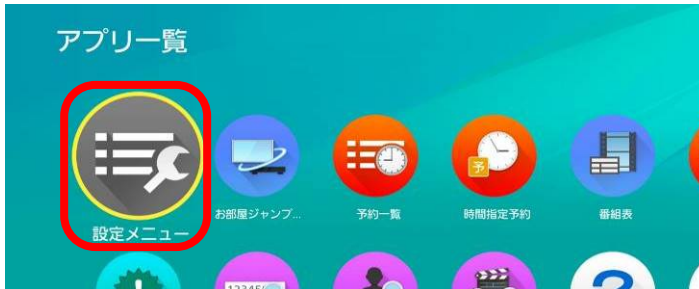 アプリ一覧
設定メニュー
お部屋ジャンプ...
予約一覧
予
時間指定予約
番組表